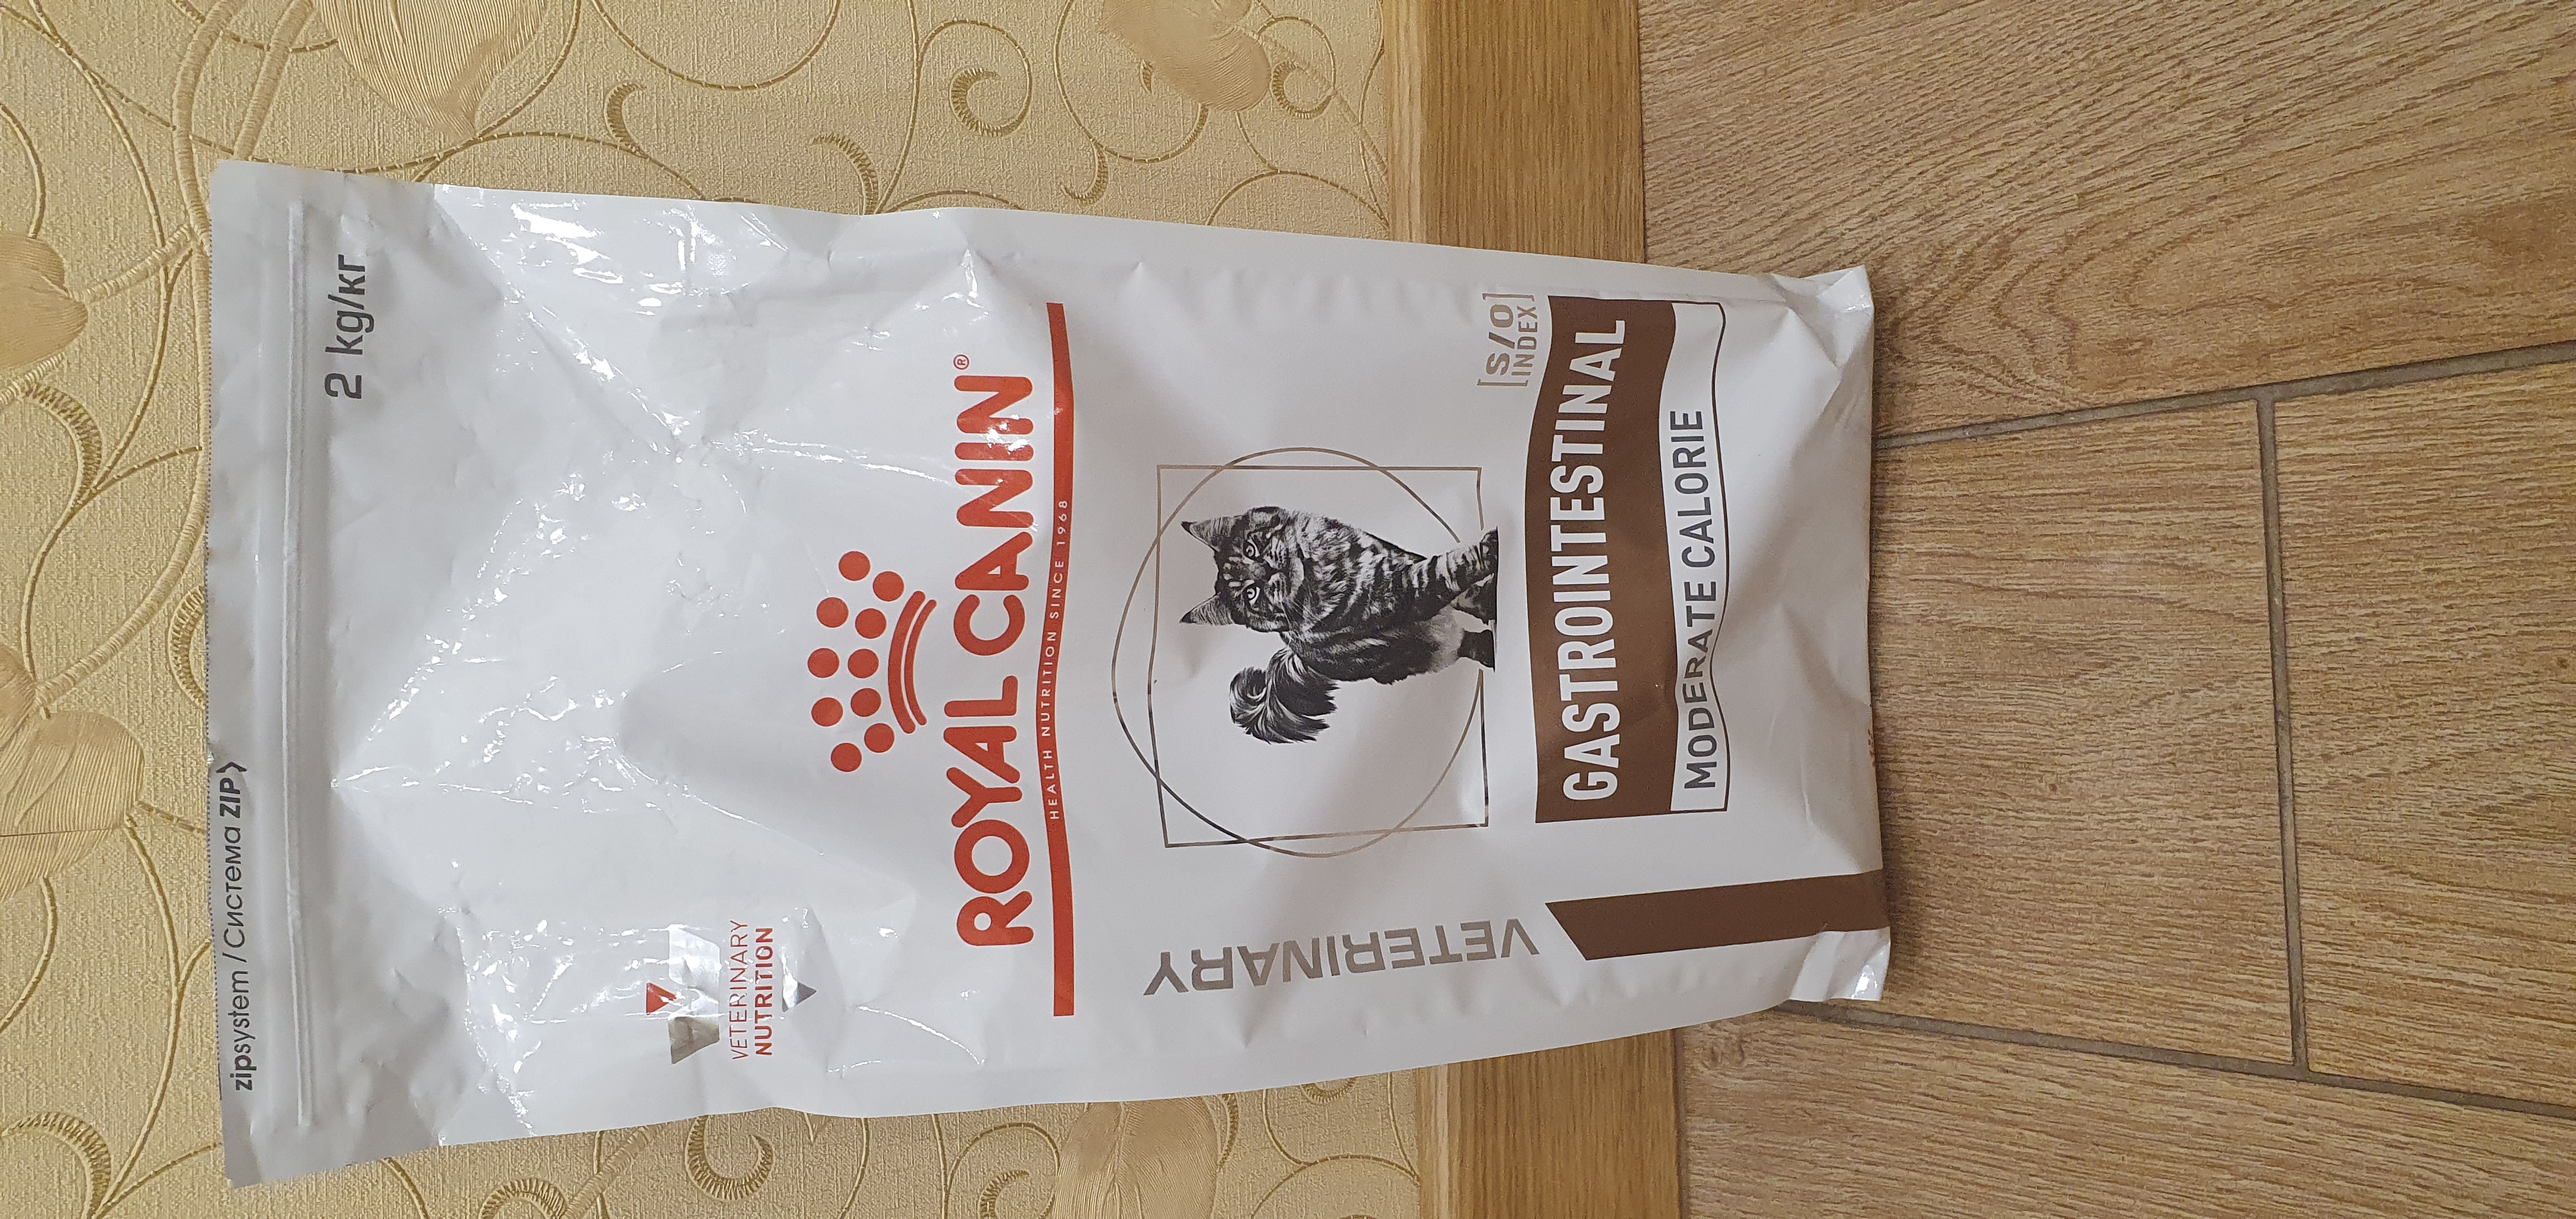 zipsystem / Система ZIP
2 kg/кг
VETERINARY
NUTRITION
ROYAL CANIN®
HEALTH NUTRITION SINCE 1968
VETERINARY
[S/O]
[INDEX]
GASTROINTESTINAL
MODERATE CALORIE